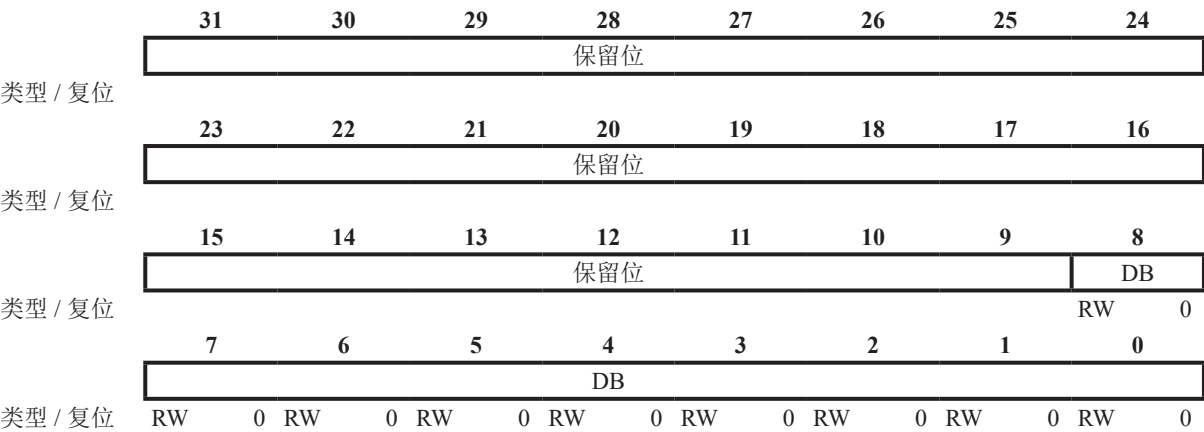 31 30 29 28 27 26 25 24
保留位
类型 / 复位
23 22 21 20 19 18 17 16
保留位
类型 / 复位
15 14 13 12 11 10 9 8
保留位 DB
类型 / 复位 RW 0
7 6 5 4 3 2 1 0
DB
类型 / 复位 RW 0 RW 0 RW 0 RW 0 RW 0 RW 0 RW 0 RW 0